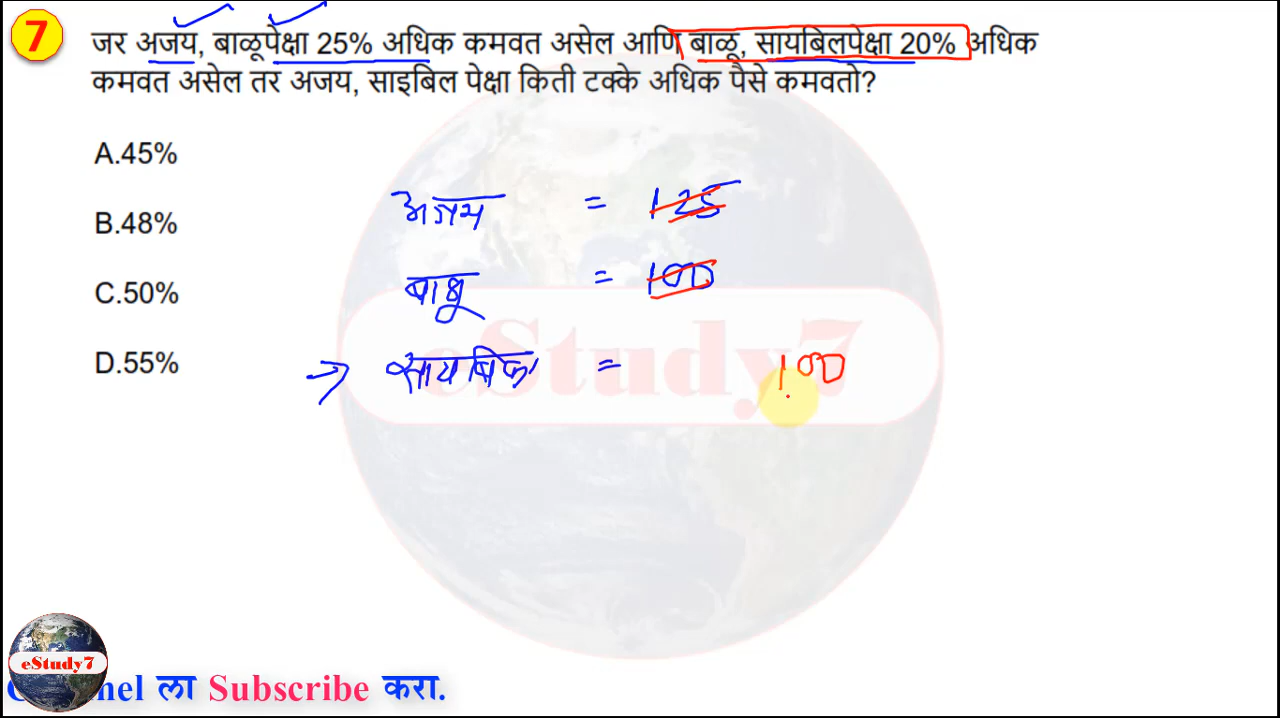 7
जर अजय, बाळूपेक्षा 25% अधिक कमवत असेल आणि बाळू, सायबिलपेक्षा 20% अधिक
कमवत असेल तर अजय, साइबिल पेक्षा किती टक्के अधिक पैसे कमवतो?
A.45%
B.48%
C.50%
D.55%
अजय = 125
बाळू = 100
→ सायबिल = 100
eStudy7
eStudy7
nel ला Subscribe करा.